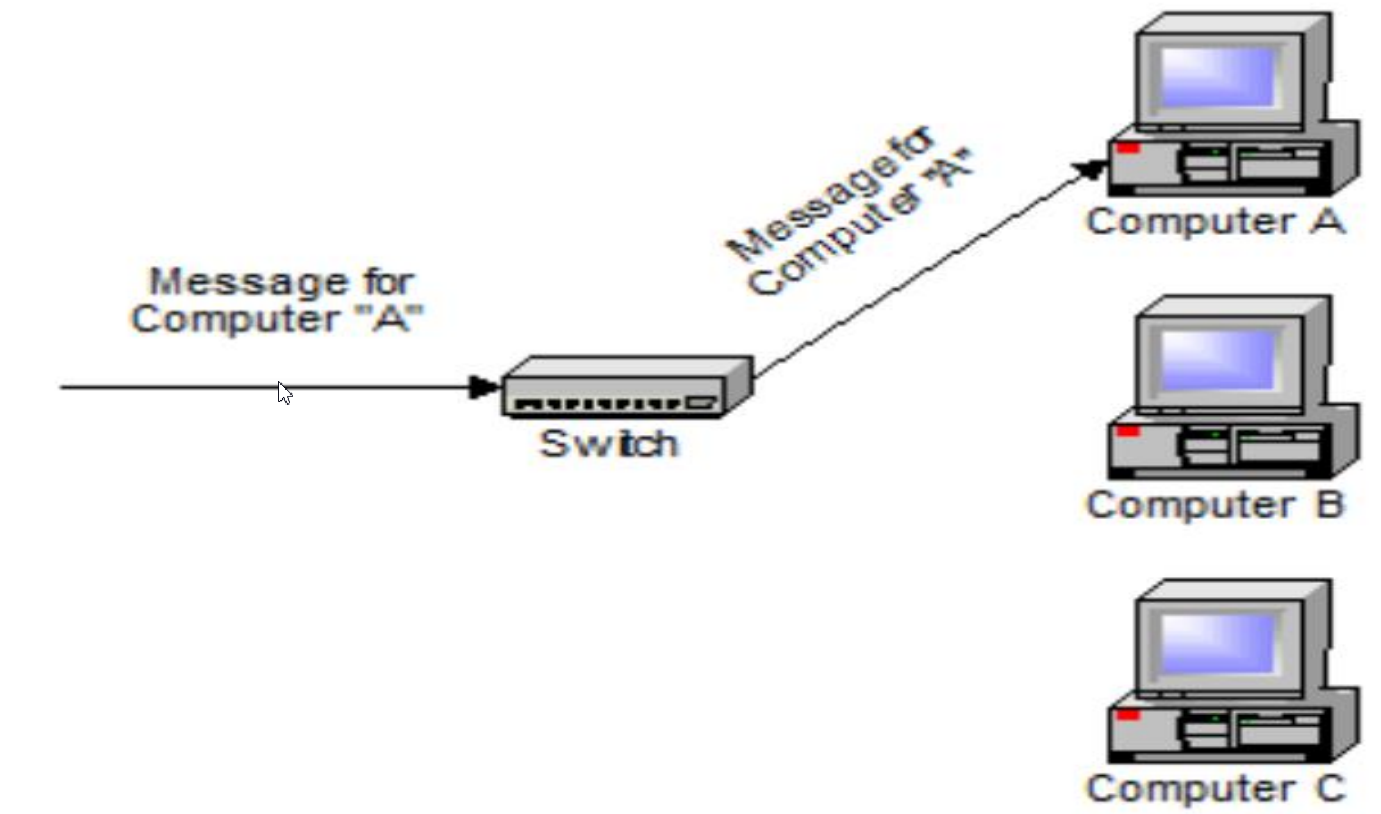 Message for
Computer "A"
Message for
Computer "A"
Switch
Computer A
Computer B
Computer C